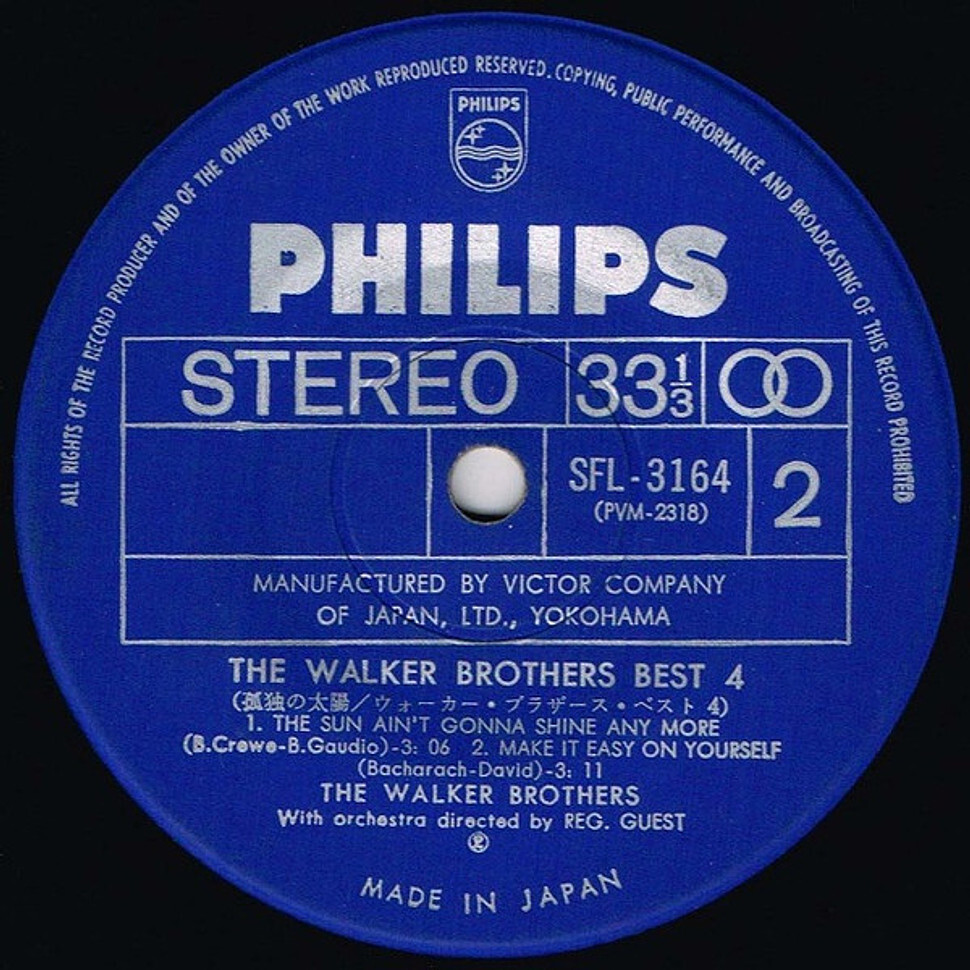 ALL RIGHTS OF THE RECORD PRODUCER AND OF THE OWNER OF THE WORK REPRODUCED RESERVED. COPYING, PUBLIC PERFORMANCE AND BROADCASTING OF THIS RECORD PROHIBITED
PHILIPS
PHILIPS
STEREO 33 1/3
SFL-3164
(PVM-2318)
2
MANUFACTURED BY VICTOR COMPANY
OF JAPAN, LTD., YOKOHAMA
THE WALKER BROTHERS BEST 4
(孤独の太陽/ウォーカー・ブラザース・ベスト 4)
1. THE SUN AIN'T GONNA SHINE ANY MORE
(B.Crewe-B.Gaudio)-3: 06 2. MAKE IT EASY ON YOURSELF
(Bacharach-David)-3: 11
THE WALKER BROTHERS
With orchestra directed by REG. GUEST
MADE IN JAPAN